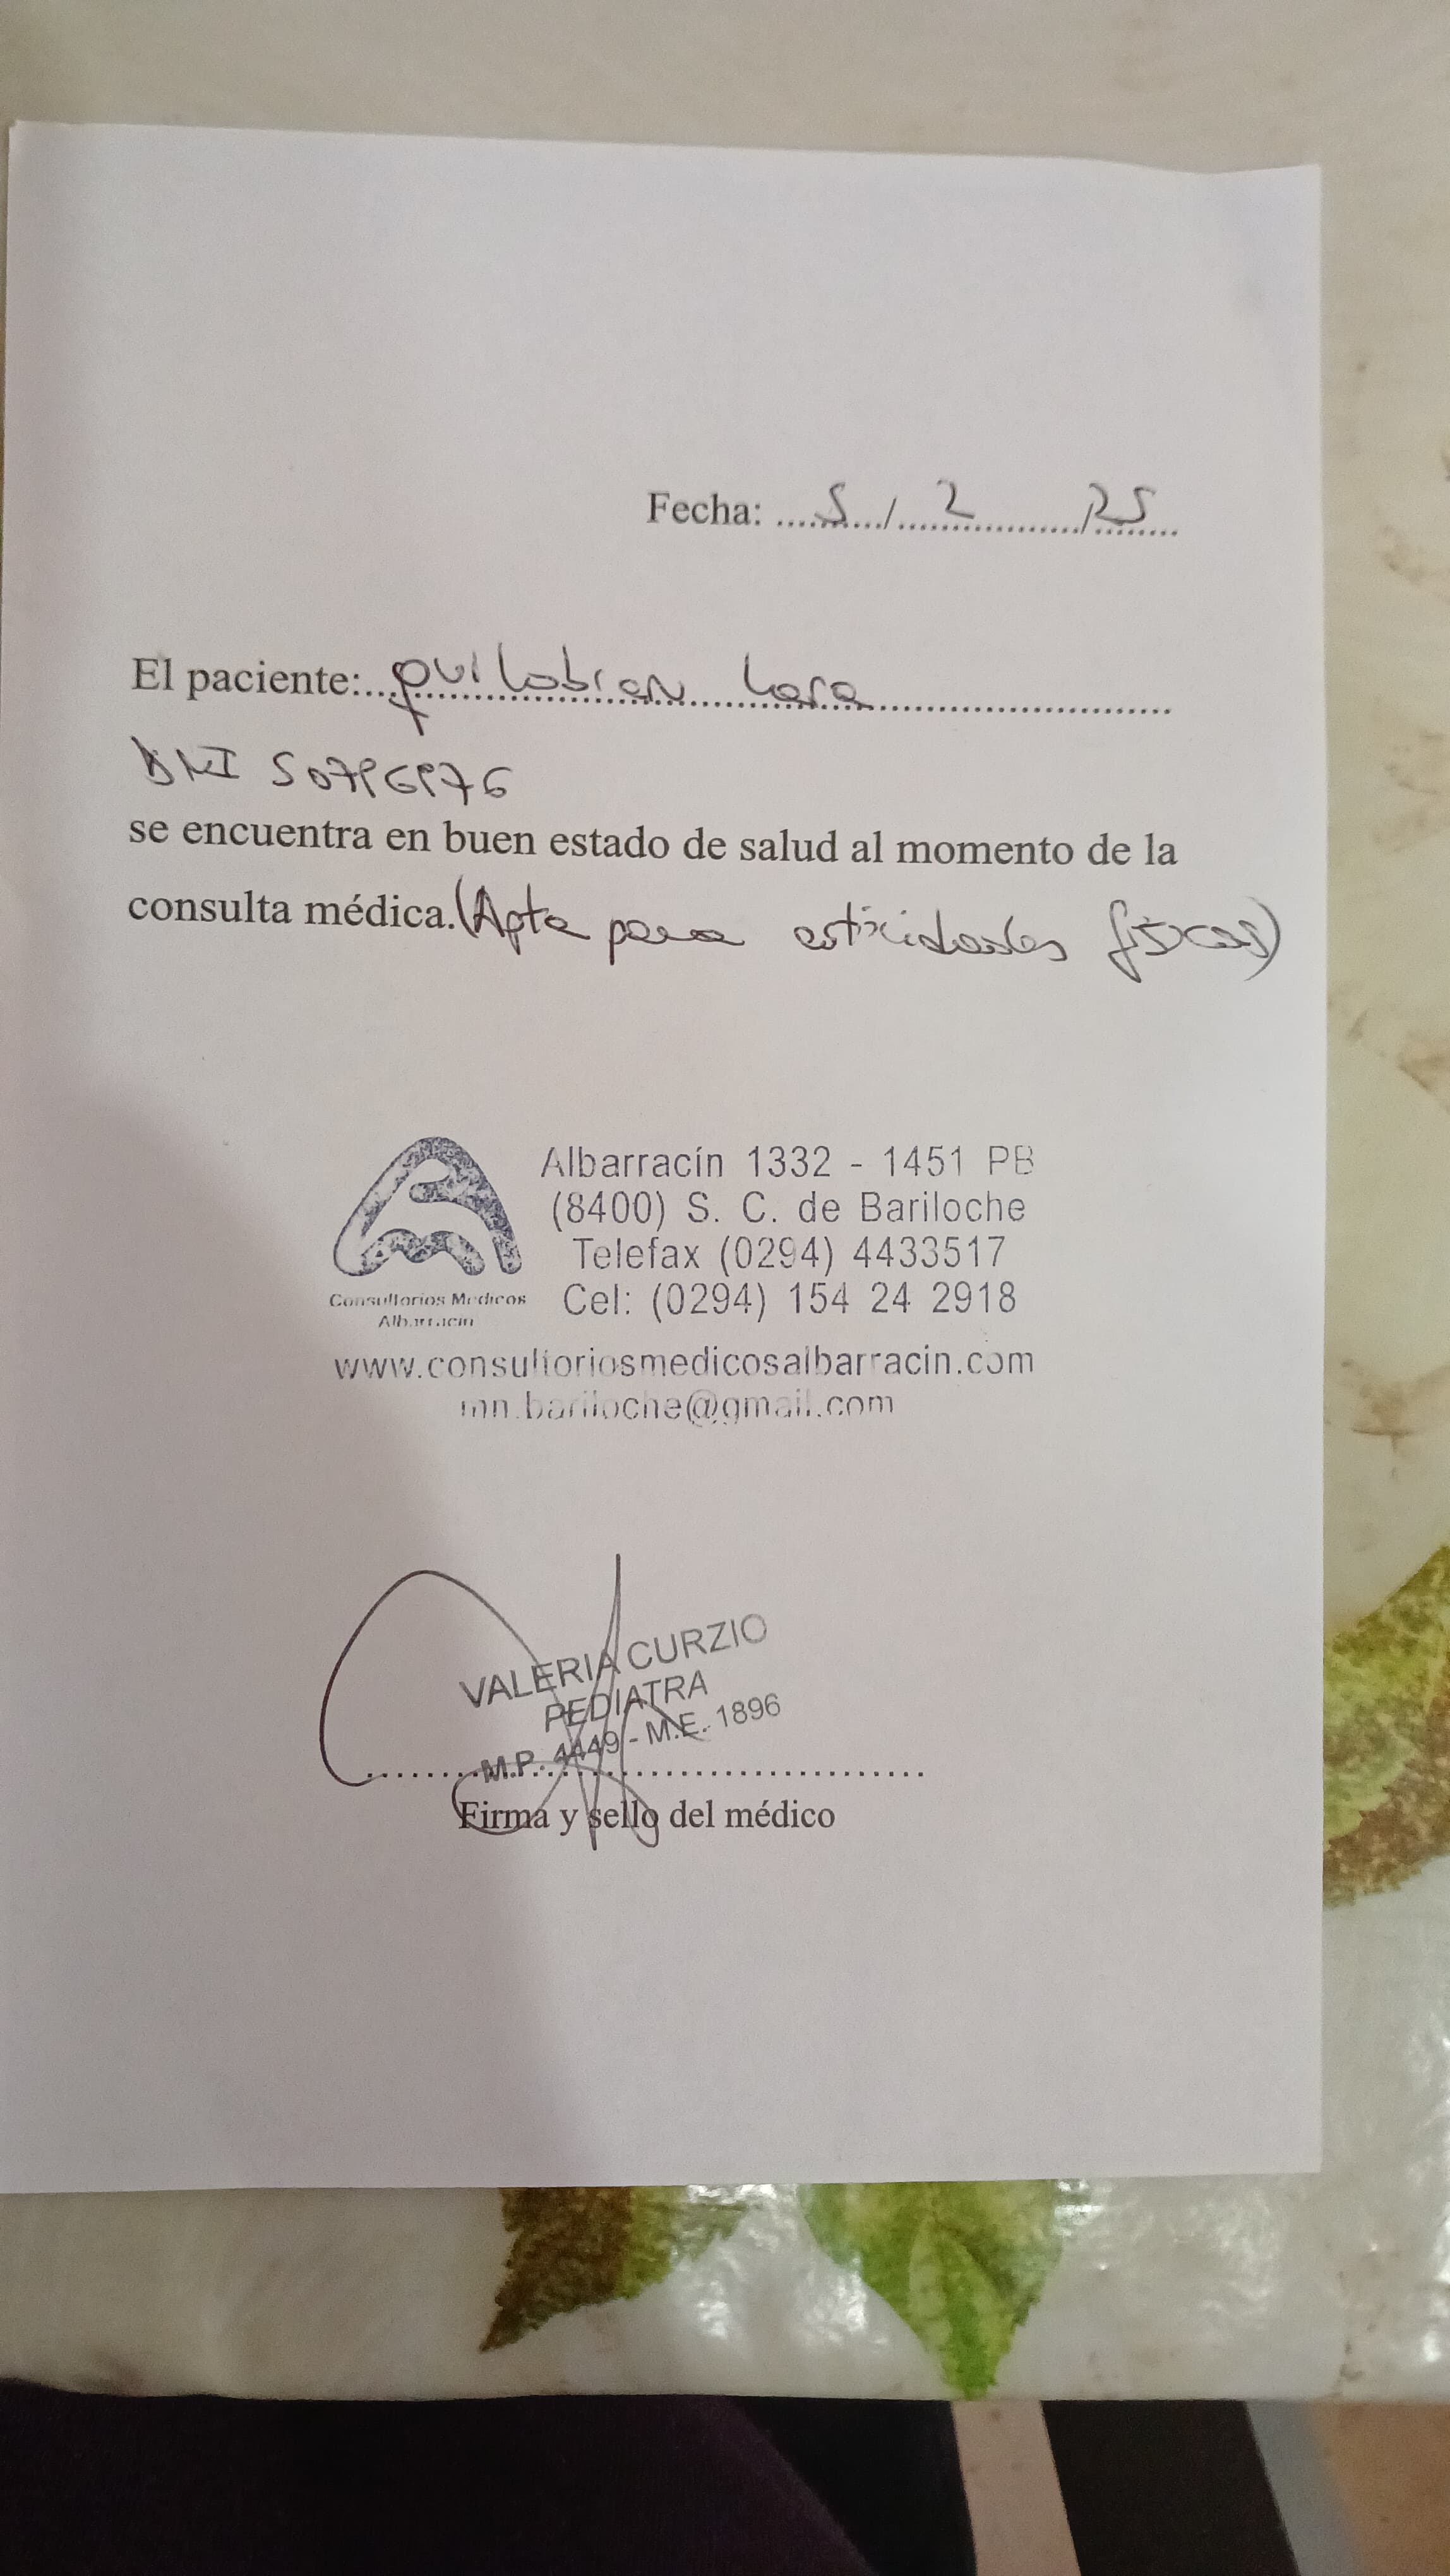 Fecha: 5 / 2 / 25
El paciente: Quilobran Lara
DNI 50796976
se encuentra en buen estado de salud al momento de la
consulta médica. (Apta para actividades físicas)
Albarracín 1332 - 1451 PB
(8400) S. C. de Bariloche
Telefax (0294) 4433517
Cel: (0294) 154 24 2918
Consultorios Medicos
Albarracin
www.consultoriosmedicosalbarracin.com
mn.bariloche@gmail.com
VALERIA CURZIO
PEDIATRA
M.P. 4449 - M.E. 1896
Firma y sello del médico